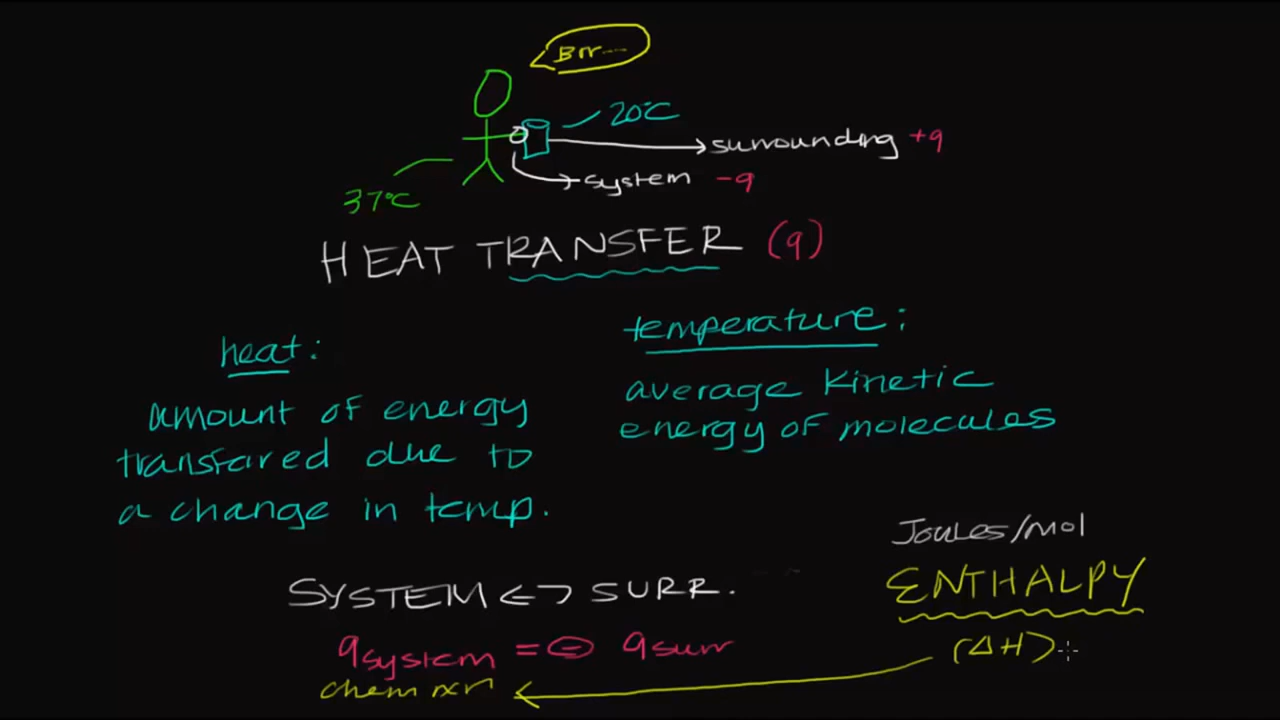 Brr...
20°C
surrounding +q
system -q
37°C
HEAT TRANSFER (q)
heat:
amount of energy
transfared due to
a change in temp.
temperature:
average kinetic
energy of molecules
Joules/mol
ENTHALPY
(ΔH)
SYSTEM <-> SURR.
qsystem = - qsurr
chem rxn